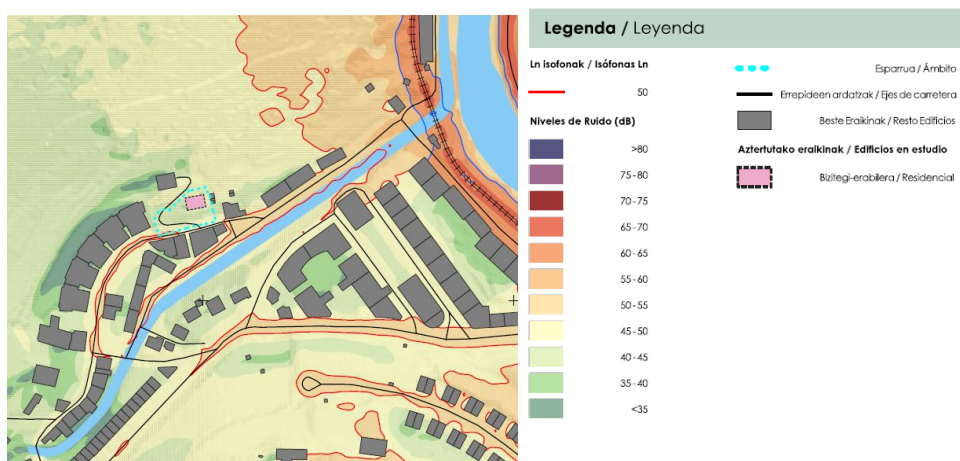 Legenda / Leyenda
Ln isofonak / Isófonas Ln
50
Niveles de Ruido (dB)
>80
75 - 80
70 - 75
65 - 70
60 - 65
55 - 60
50 - 55
45 - 50
40 - 45
35 - 40
<35
Esparrua / Ámbito
Errepideen ardatzak / Ejes de carretera
Beste Eraikinak / Resto Edificios
Aztertutako eraikinak / Edificios en estudio
Bizitegi-erabilera / Residencial